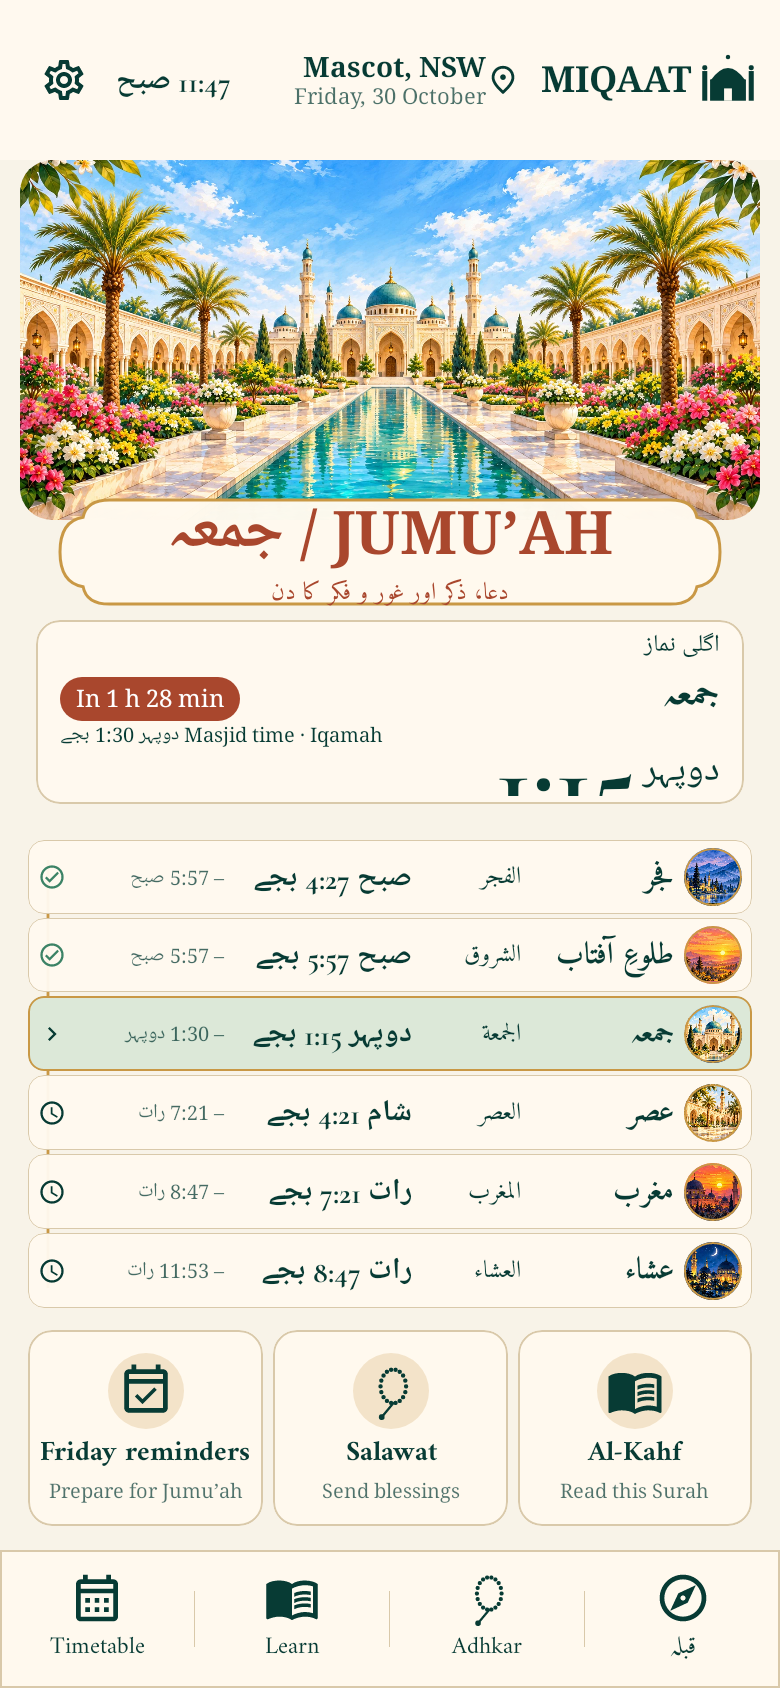 MIQAAT
Mascot, NSW
Friday, 30 October
11:47 صبح
جمعہ / JUMU’AH
دعا، ذکر اور غور و فکر کا دن
اگلی نماز
جمعہ
In 1 h 28 min
Masjid time · Iqamah 1:30 دوپہر بجے
دوپہر
فجر الفجر صبح 4:27 بجے – 5:57 صبح
طلوعِ آفتاب الشروق صبح 5:57 بجے – 5:57 صبح
جمعہ الجمعة دوپہر 1:15 بجے – 1:30 دوپہر
عصر العصر شام 4:21 بجے – 7:21 رات
مغرب المغرب رات 7:21 بجے – 8:47 رات
عشاء العشاء رات 8:47 بجے – 11:53 رات
Friday reminders
Prepare for Jumu’ah
Salawat
Send blessings
Al-Kahf
Read this Surah
Timetable
Learn
Adhkar
قبلہ